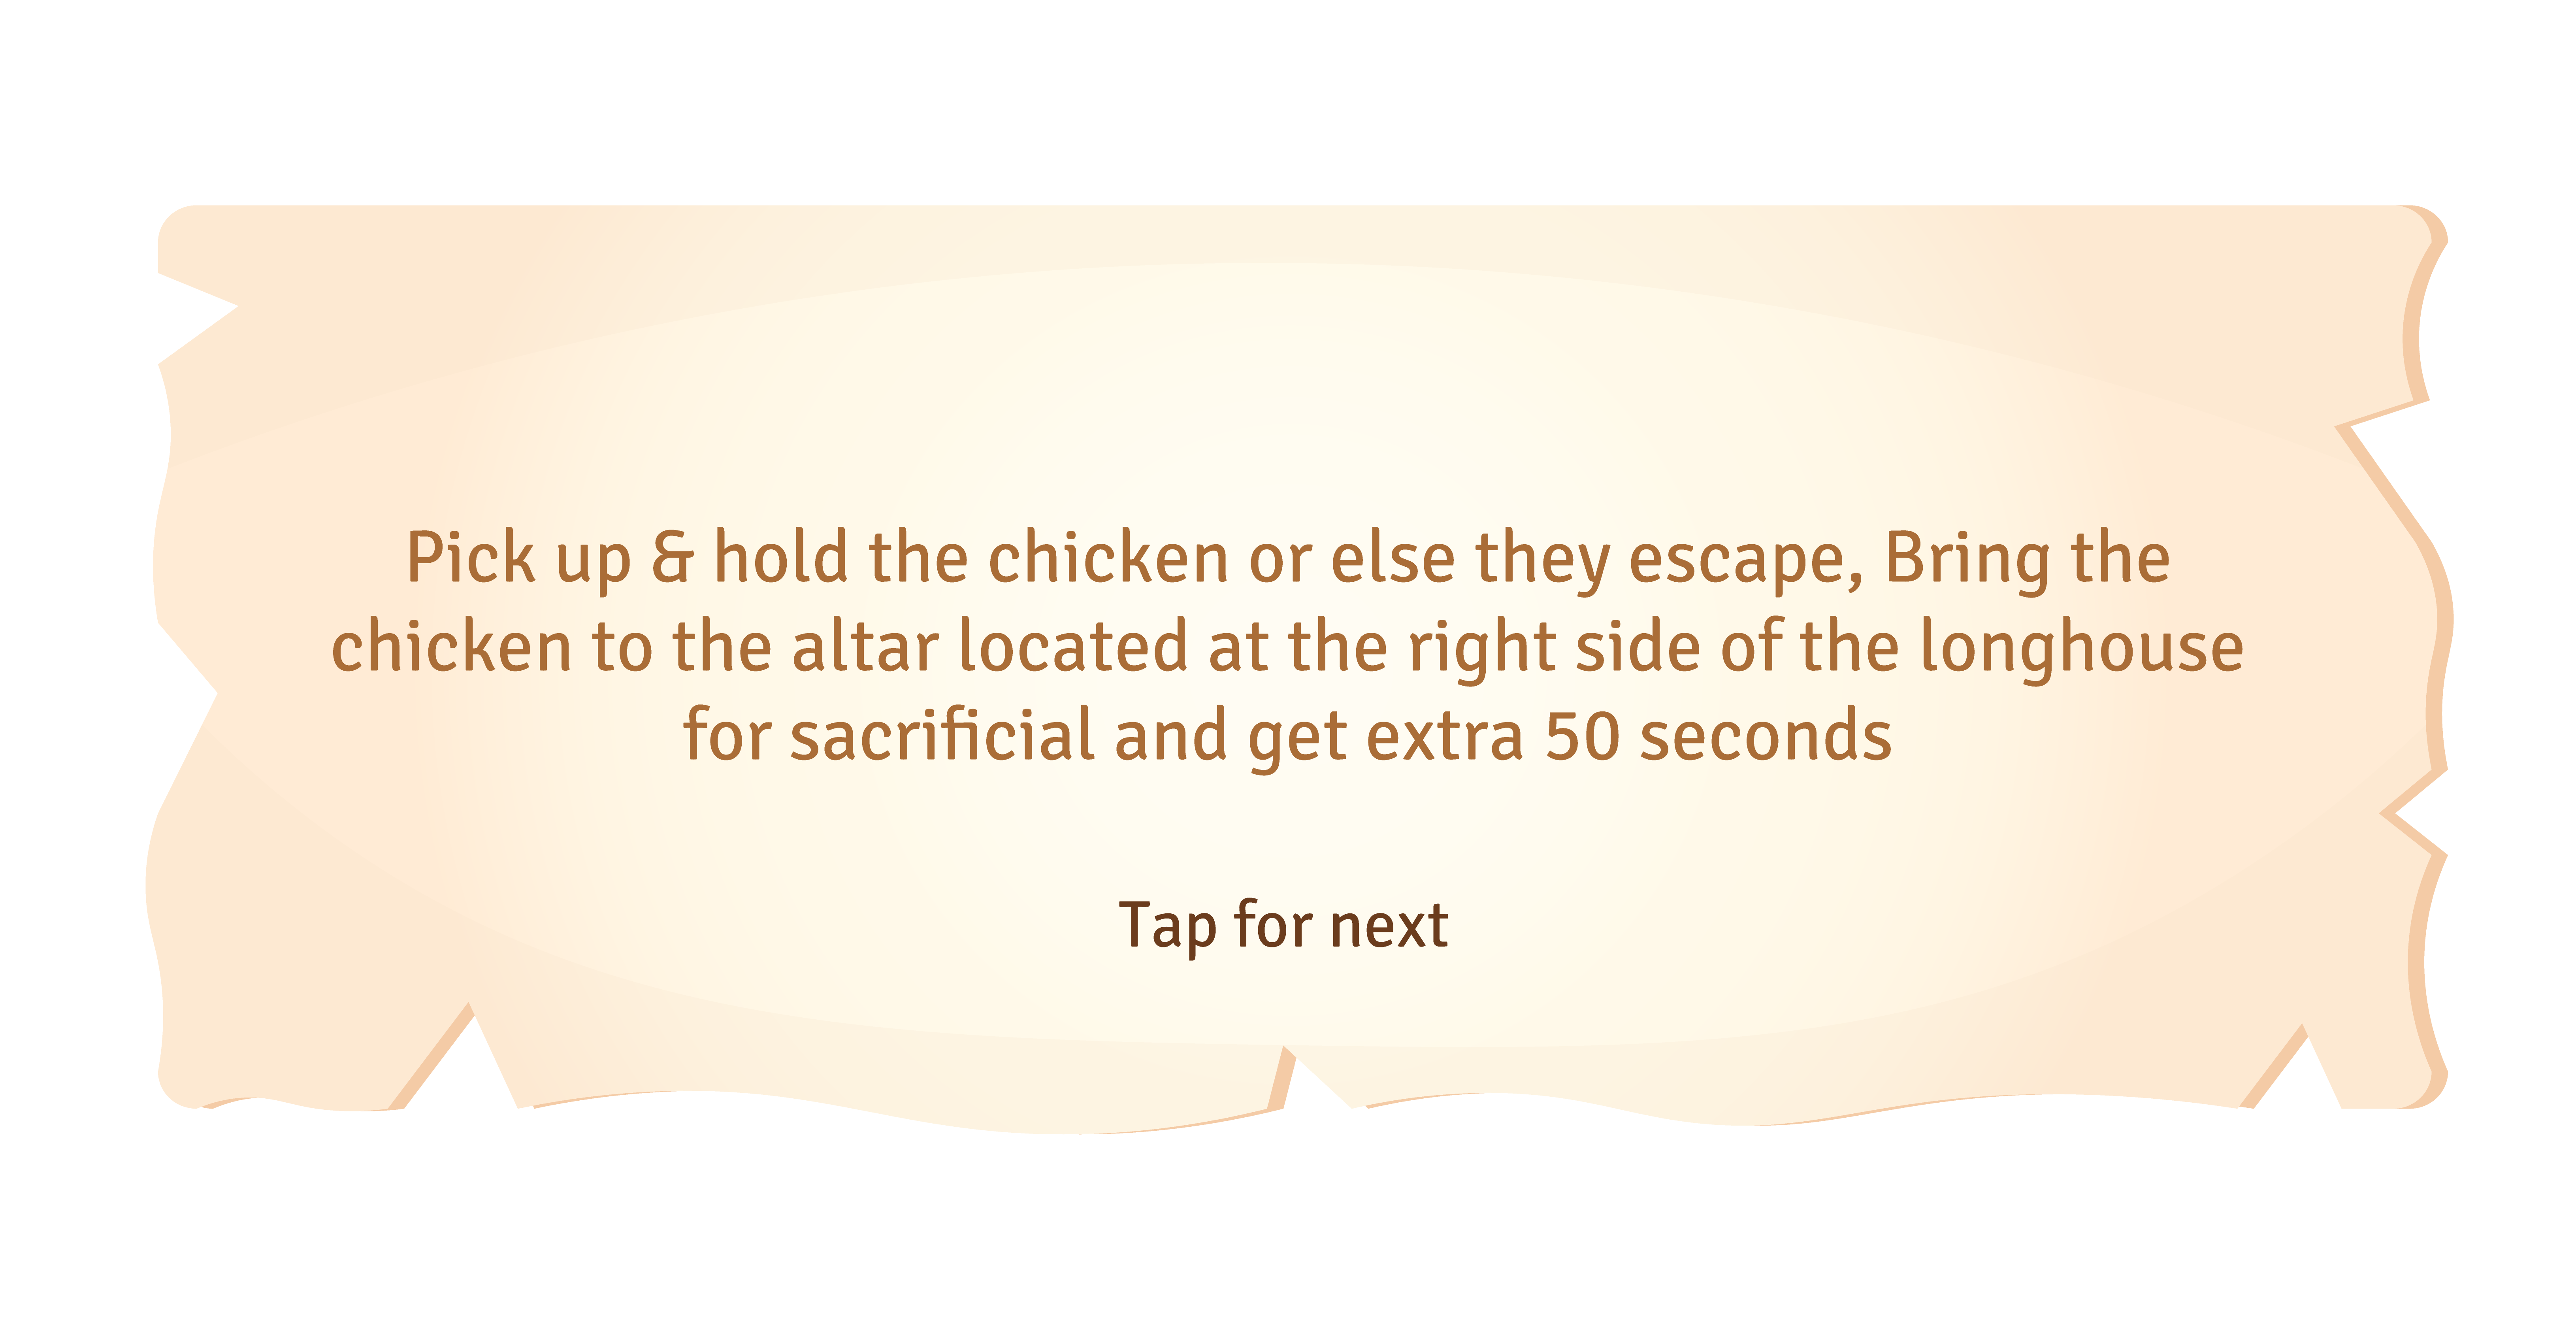 Pick up & hold the chicken or else they escape, Bring the
chicken to the altar located at the right side of the longhouse
for sacrificial and get extra 50 seconds
Tap for next